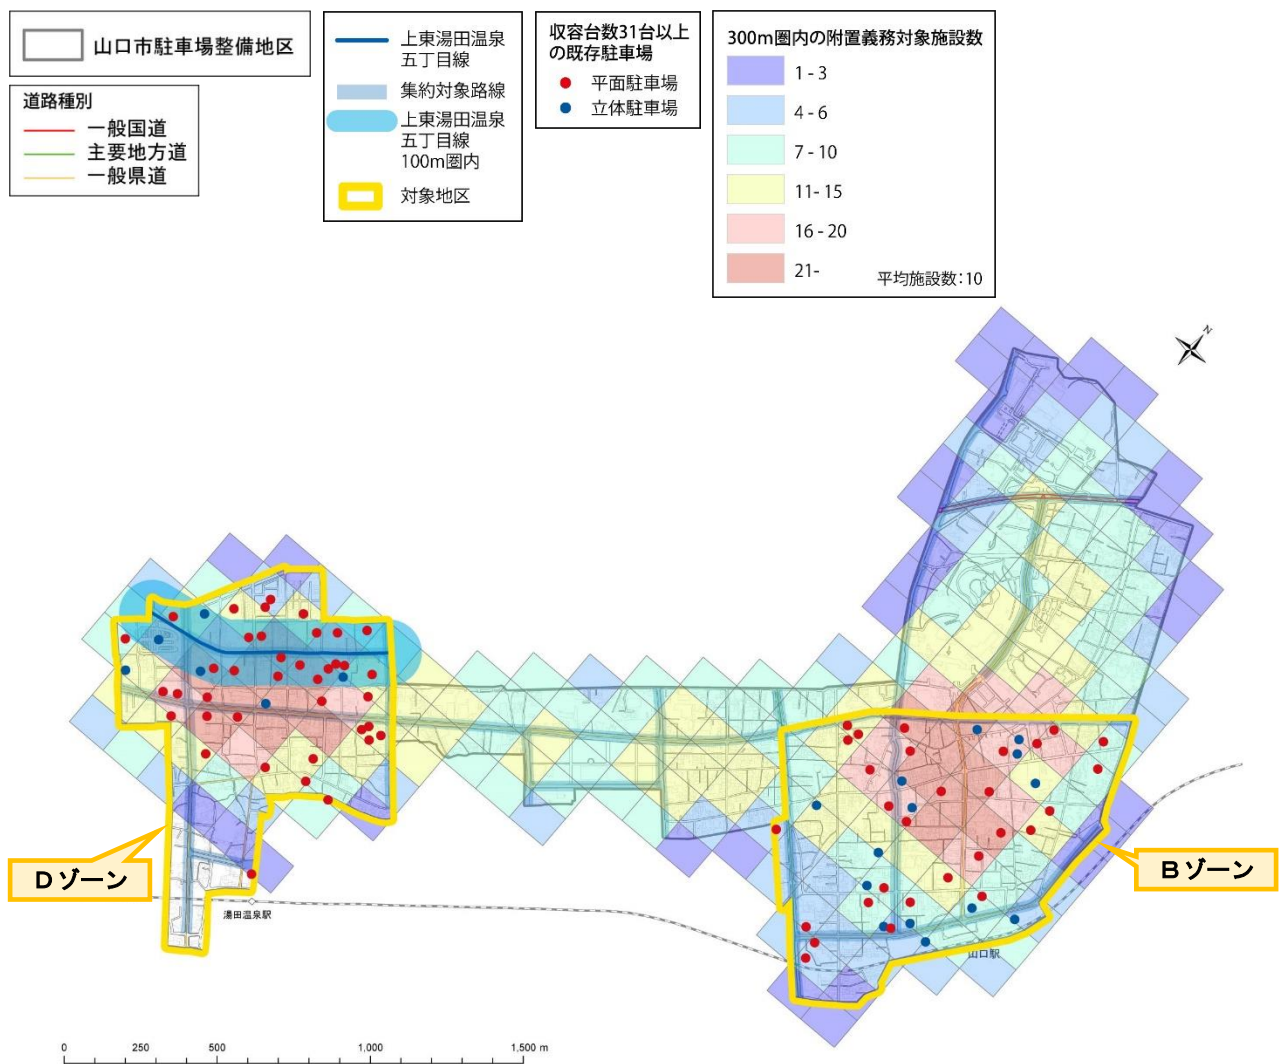 山口市駐車場整備地区
道路種別
一般国道
主要地方道
一般県道
上東湯田温泉
五丁目線
集約対象路線
上東湯田温泉
五丁目線
100m圏内
対象地区
収容台数31台以上
の既存駐車場
平面駐車場
立体駐車場
300m圏内の附置義務対象施設数
1 - 3
4 - 6
7 - 10
11- 15
16 - 20
21-
平均施設数:10
N
Dゾーン
Bゾーン
湯田温泉駅
山口駅
0 250 500 1,000 1,500 m